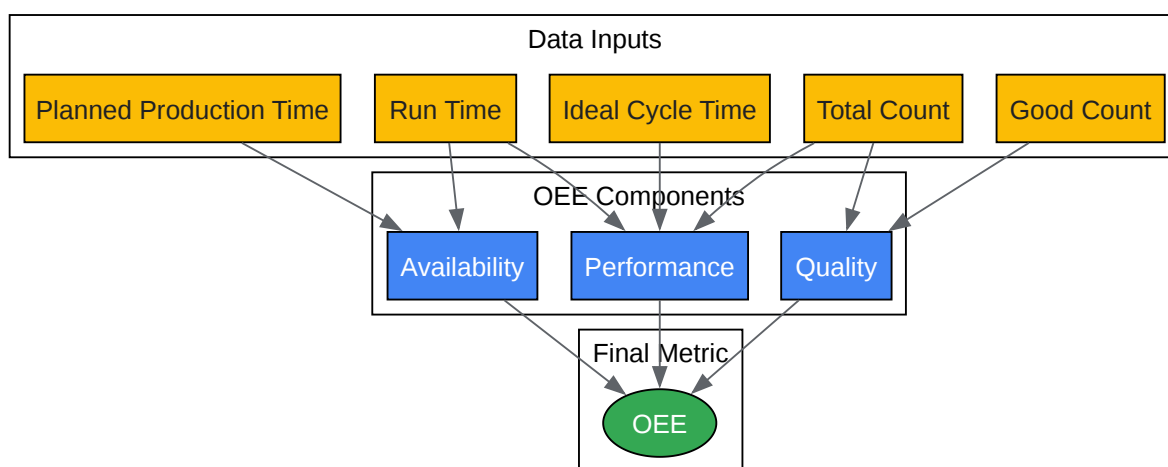 Data Inputs
Planned Production Time
Run Time
Ideal Cycle Time
Total Count
Good Count
OEE Components
Availability
Performance
Quality
Final Metric
OEE